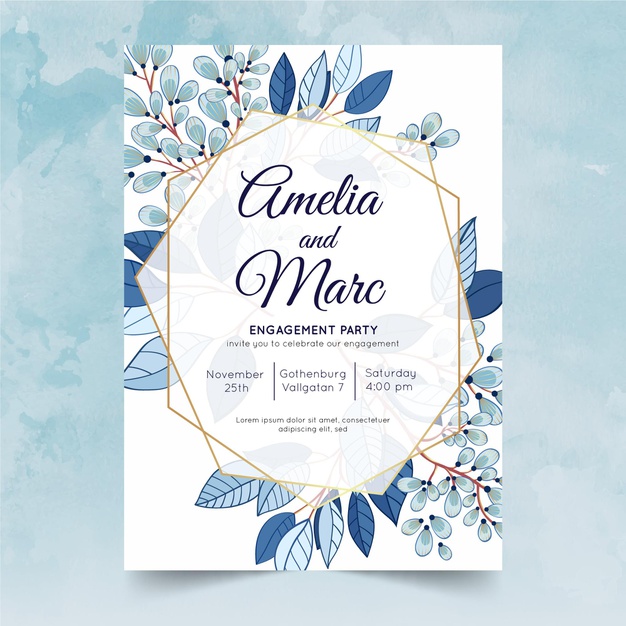 Amelia
and
Marc
ENGAGEMENT PARTY
invite you to celebrate our engagement
November
25th
Gothenburg
Vallgatan 7
Saturday
4:00 pm
Lorem ipsum dolor sit amet, consectetuer
adipiscing elit, sed